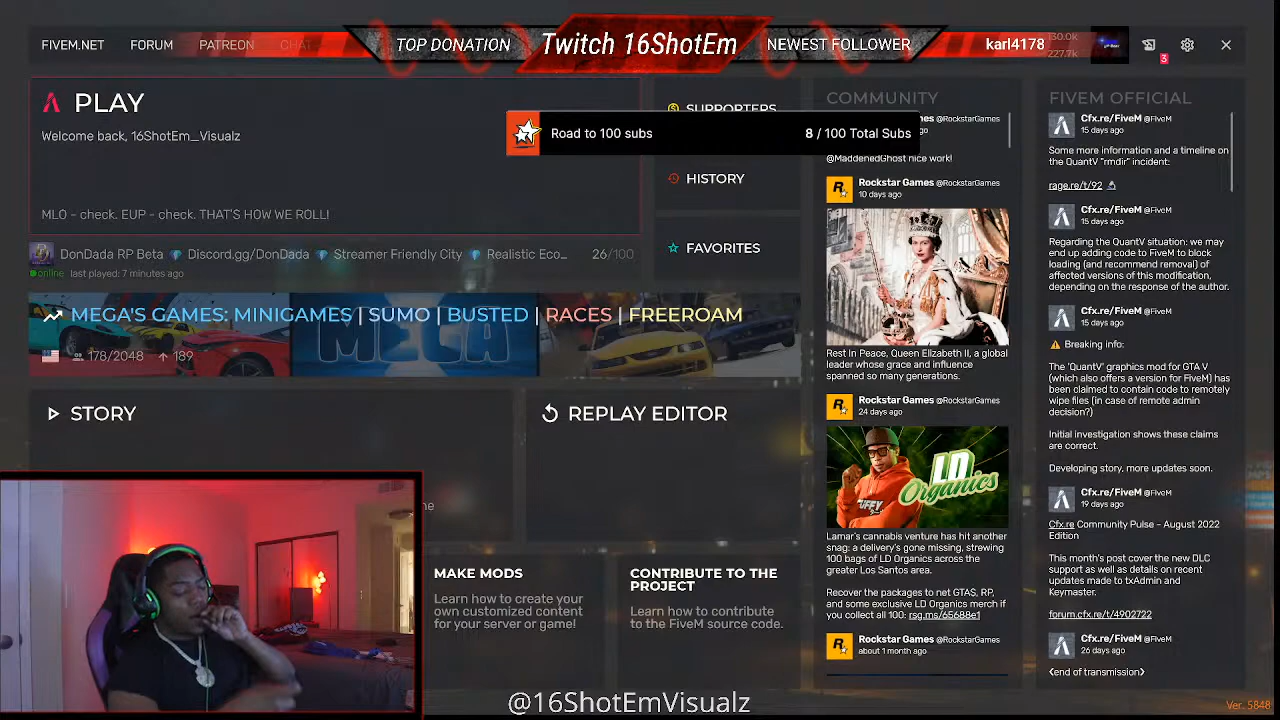 FIVEM.NET
FORUM
PATREON
CHAT
TOP DONATION
Twitch 16ShotEm
NEWEST FOLLOWER
karl4178
130.0k
227.7k
3
PLAY
Welcome back, 16ShotEm_Visualz
MLO - check. EUP - check. THAT'S HOW WE ROLL!
DonDada RP Beta
Discord.gg/DonDada
Streamer Friendly City
Realistic Eco...
26/100
online last played: 7 minutes ago
SUPPORTERS
Road to 100 subs
8 / 100 Total Subs
HISTORY
FAVORITES
MEGA'S GAMES: MINIGAMES | SUMO | BUSTED | RACES | FREEROAM
MEGA
178/2048
189
STORY
REPLAY EDITOR
MAKE MODS
Learn how to create your
own customized content
for your server or game!
CONTRIBUTE TO THE
PROJECT
Learn how to contribute
to the FiveM source code.
COMMUNITY
@RockstarGames
@MaddenedGhost nice work!
Rockstar Games @RockstarGames
10 days ago
Rest In Peace, Queen Elizabeth II, a global
leader whose grace and influence
spanned so many generations.
Rockstar Games @RockstarGames
24 days ago
LD
Organics
Lamar's cannabis venture has hit another
snag: a delivery's gone missing, strewing
100 bags of LD Organics across the
greater Los Santos area.
Recover the packages to net GTA$, RP,
and some exclusive LD Organics merch if
you collect all 100: rsg.ms/65688e1
Rockstar Games @RockstarGames
about 1 month ago
FIVEM OFFICIAL
Cfx.re/FiveM @FiveM
15 days ago
Some more information and a timeline on
the QuantV "rmdir" incident:
rage.re/t/92
Cfx.re/FiveM @FiveM
15 days ago
Regarding the QuantV situation: we may
end up adding code to FiveM to block
loading (and recommend removal) of
affected versions of this modification,
depending on the response of the author.
Cfx.re/FiveM @FiveM
15 days ago
Breaking info:
The 'QuantV' graphics mod for GTA V
(which also offers a version for FiveM) has
been claimed to contain code to remotely
wipe files (in case of remote admin
decision?)
Initial investigation shows these claims
are correct.
Developing story, more updates soon.
Cfx.re/FiveM @FiveM
19 days ago
Cfx.re Community Pulse – August 2022
Edition
This month's post cover the new DLC
support as well as details on recent
updates made to txAdmin and
Keymaster.
forum.cfx.re/t/4902722
Cfx.re/FiveM @FiveM
26 days ago
<end of transmission>
@16ShotEmVisualz
Ver. 5848